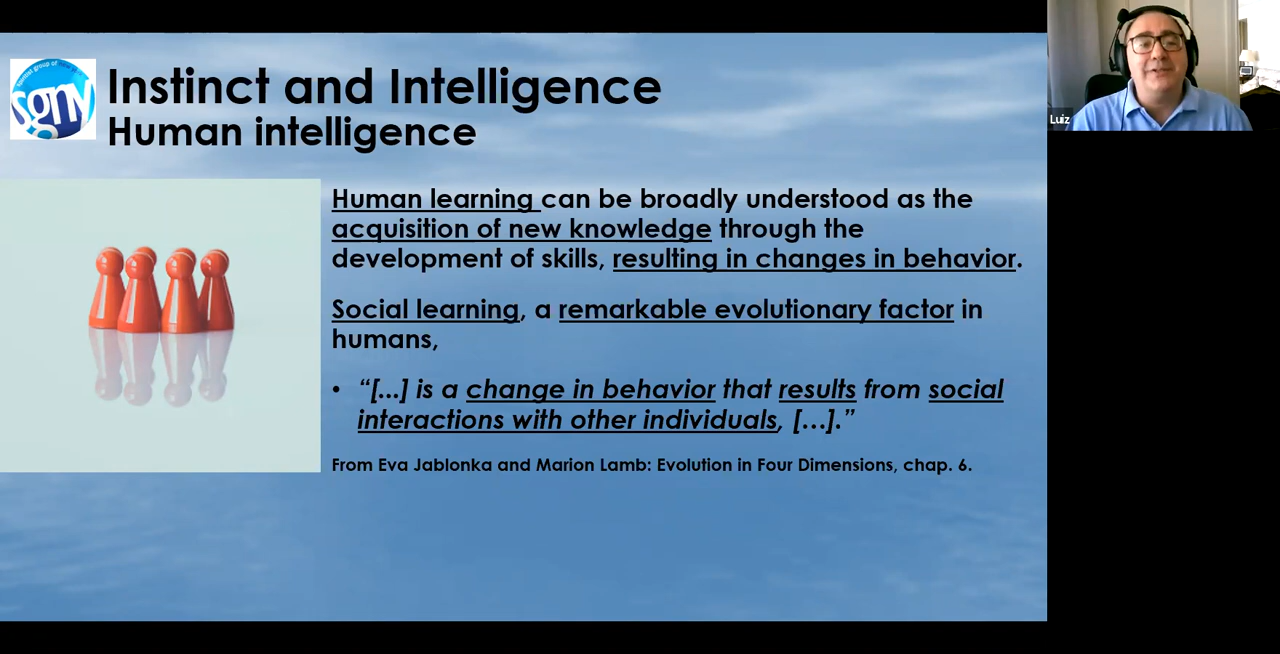 sgny
Instinct and Intelligence
Human intelligence
Human learning can be broadly understood as the
acquisition of new knowledge through the
development of skills, resulting in changes in behavior.
Social learning, a remarkable evolutionary factor in
humans,
• “[...] is a change in behavior that results from social
interactions with other individuals, [...].”
From Eva Jablonka and Marion Lamb: Evolution in Four Dimensions, chap. 6.
Luiz